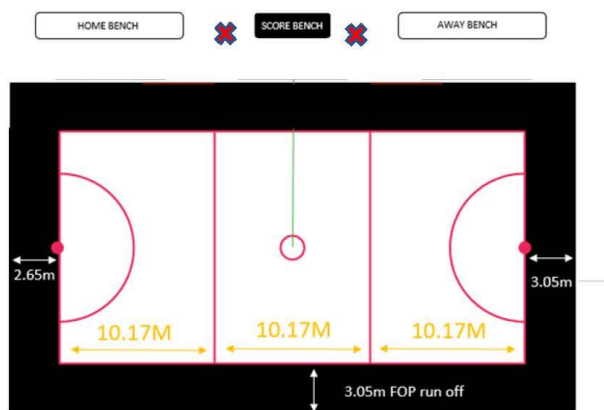 HOME BENCH
SCORE BENCH
AWAY BENCH
2.65m
3.05m
10.17M
10.17M
10.17M
3.05m FOP run off